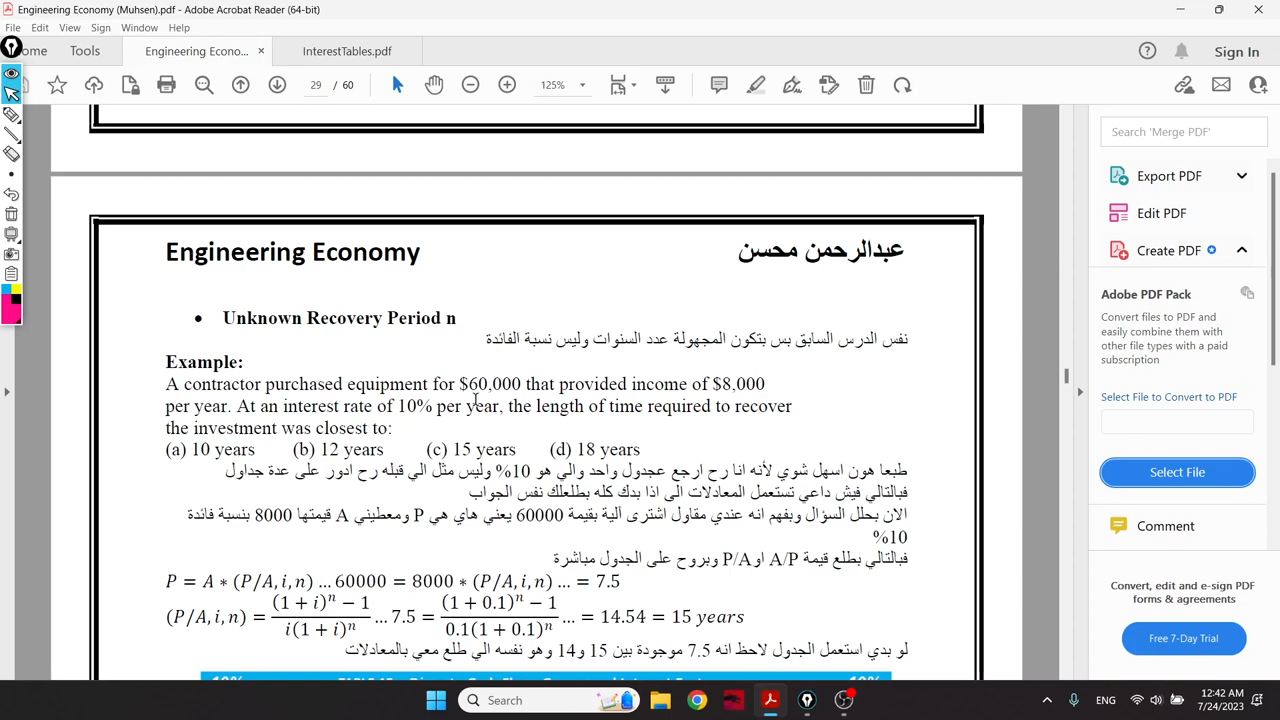 Engineering Economy (Muhsen).pdf - Adobe Acrobat Reader (64-bit)
File Edit View Sign Window Help
ome Tools Engineering Econo... × InterestTables.pdf Sign In
29 / 60 125%
Search 'Merge PDF'
Export PDF
Edit PDF
Create PDF
Adobe PDF Pack
Convert files to PDF and easily combine them with other file types with a paid subscription
Select File to Convert to PDF
Select File
Comment
Convert, edit and e-sign PDF forms & agreements
Free 7-Day Trial
Engineering Economy عبدالرحمن محسن
• Unknown Recovery Period n
نفس الدرس السابق بس بتكون المجهولة عدد السنوات وليس نسبة الفائدة
Example:
A contractor purchased equipment for $60,000 that provided income of $8,000
per year. At an interest rate of 10% per year, the length of time required to recover
the investment was closest to:
(a) 10 years (b) 12 years (c) 15 years (d) 18 years
طبعا هون اسهل شوي لأنه انا رح ارجع عجدول واحد والي هو 10% وليس مثل الي قبله رح ادور على عدة جداول
فبالتالي فيش داعي تستعمل المعادلات الى اذا بدك كله بطلعلك نفس الجواب
الان بحلل السؤال وبفهم انه عندي مقاول اشترى آلية بقيمة 60000 يعني هاي هي P ومعطيني A قيمتها 8000 بنسبة فائدة
10%
فبالتالي بطلع قيمة A/P او P/A وبروح على الجدول مباشرة
P = A ∗ (P/A, i, n) … 60000 = 8000 ∗ (P/A, i, n) … = 7.5
(P/A, i, n) = (1 + i)ⁿ − 1 / i(1 + i)ⁿ … 7.5 = (1 + 0.1)ⁿ − 1 / 0.1(1 + 0.1)ⁿ … = 14.54 = 15 years
لو بدي استعمل الجدول لاحظ انه 7.5 موجودة بين 15 و14 وهو نفسه الي طلع معي بالمعادلات
Search
ENG
12:42 AM
7/24/2023